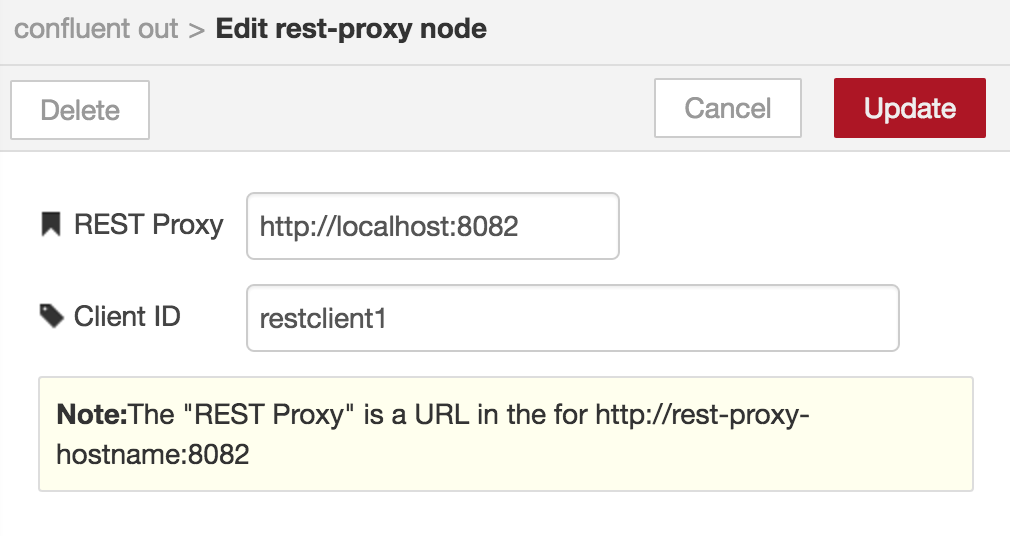 confluent out > Edit rest-proxy node
Delete
Cancel
Update
REST Proxy
http://localhost:8082
Client ID
restclient1
Note:The "REST Proxy" is a URL in the for http://rest-proxy-
hostname:8082